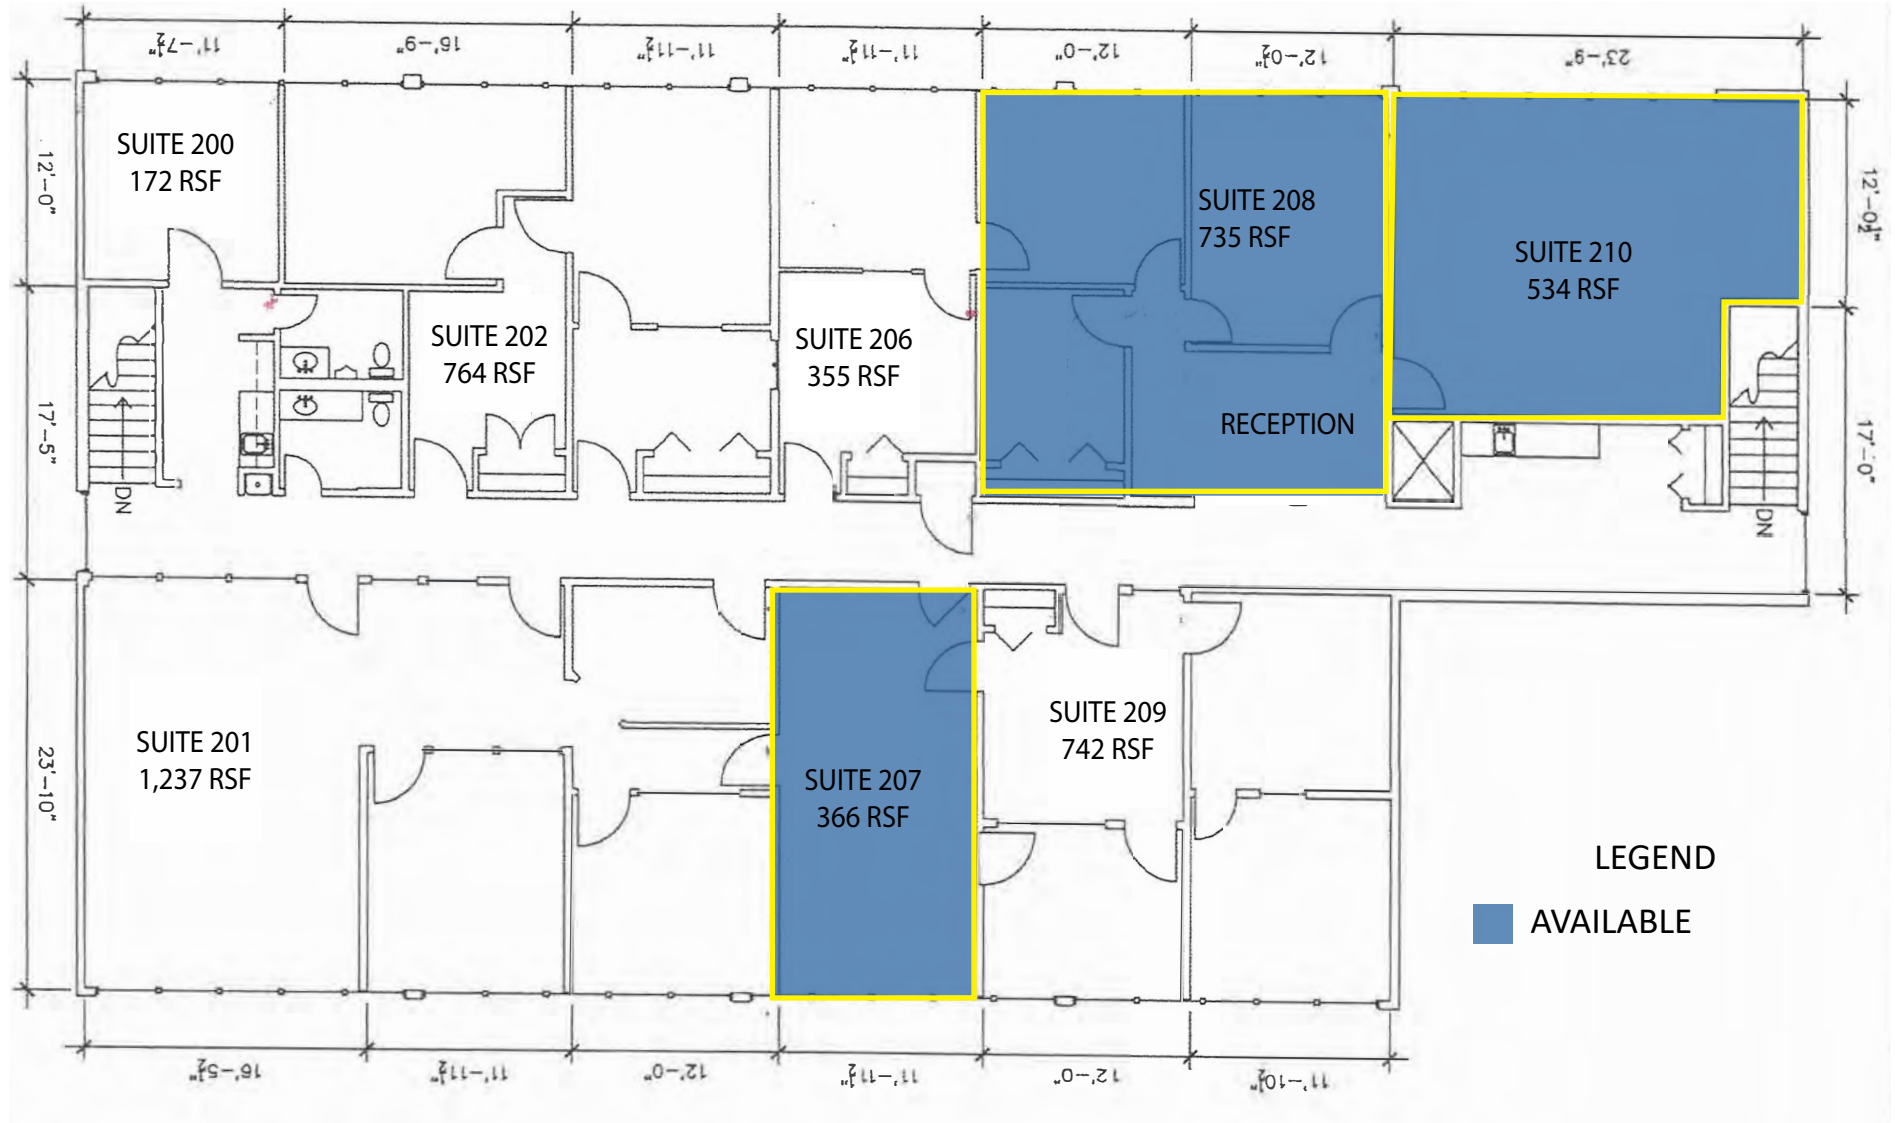 11'-7½"
16'-9"
11'-11½"
11'-11½"
12'-0"
12'-0½"
23'-9"
12'-0"
17'-5"
23'-10"
12'-0½"
17'-0"
SUITE 200
172 RSF
SUITE 202
764 RSF
SUITE 206
355 RSF
SUITE 208
735 RSF
RECEPTION
SUITE 210
534 RSF
DN
DN
SUITE 201
1,237 RSF
SUITE 207
366 RSF
SUITE 209
742 RSF
LEGEND
AVAILABLE
16'-5½"
11'-11½"
12'-0"
11'-11½"
12'-0"
11'-10½"